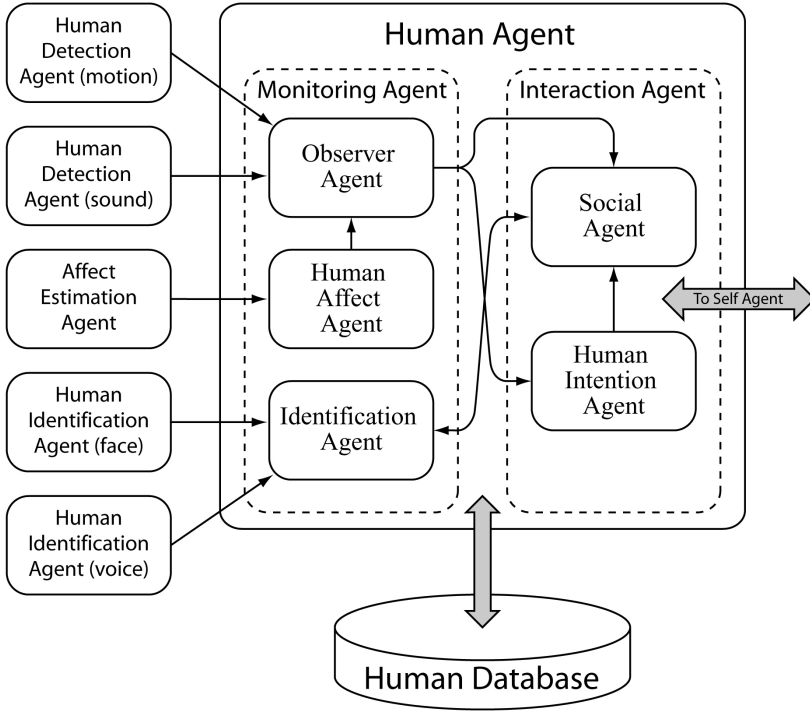 Human
Detection
Agent (motion)
Human
Detection
Agent (sound)
Affect
Estimation
Agent
Human
Identification
Agent (face)
Human
Identification
Agent (voice)
Human Agent
Monitoring Agent
Observer
Agent
Human
Affect
Agent
Identification
Agent
Interaction Agent
Social
Agent
Human
Intention
Agent
To Self Agent
Human Database